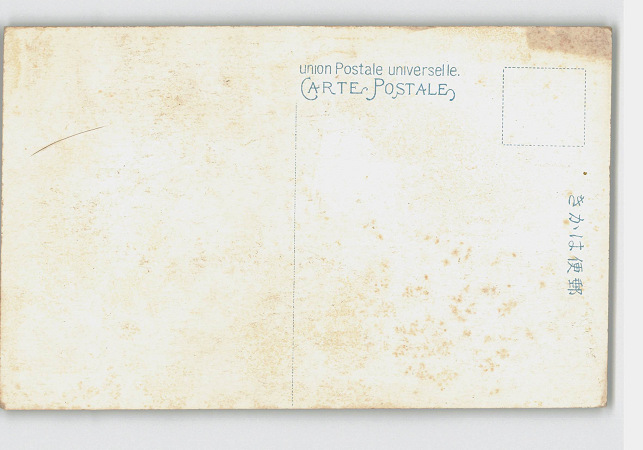 union Postale universelle.
CARTE POSTALE
きかは便郵